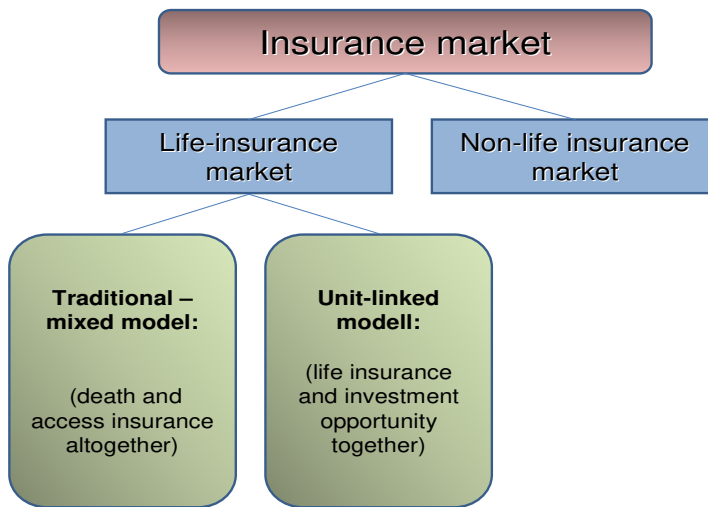 Insurance market
Life-insurance
market
Non-life insurance
market
Traditional –
mixed model:
(death and
access insurance
altogether)
Unit-linked
modell:
(life insurance
and investment
opportunity
together)